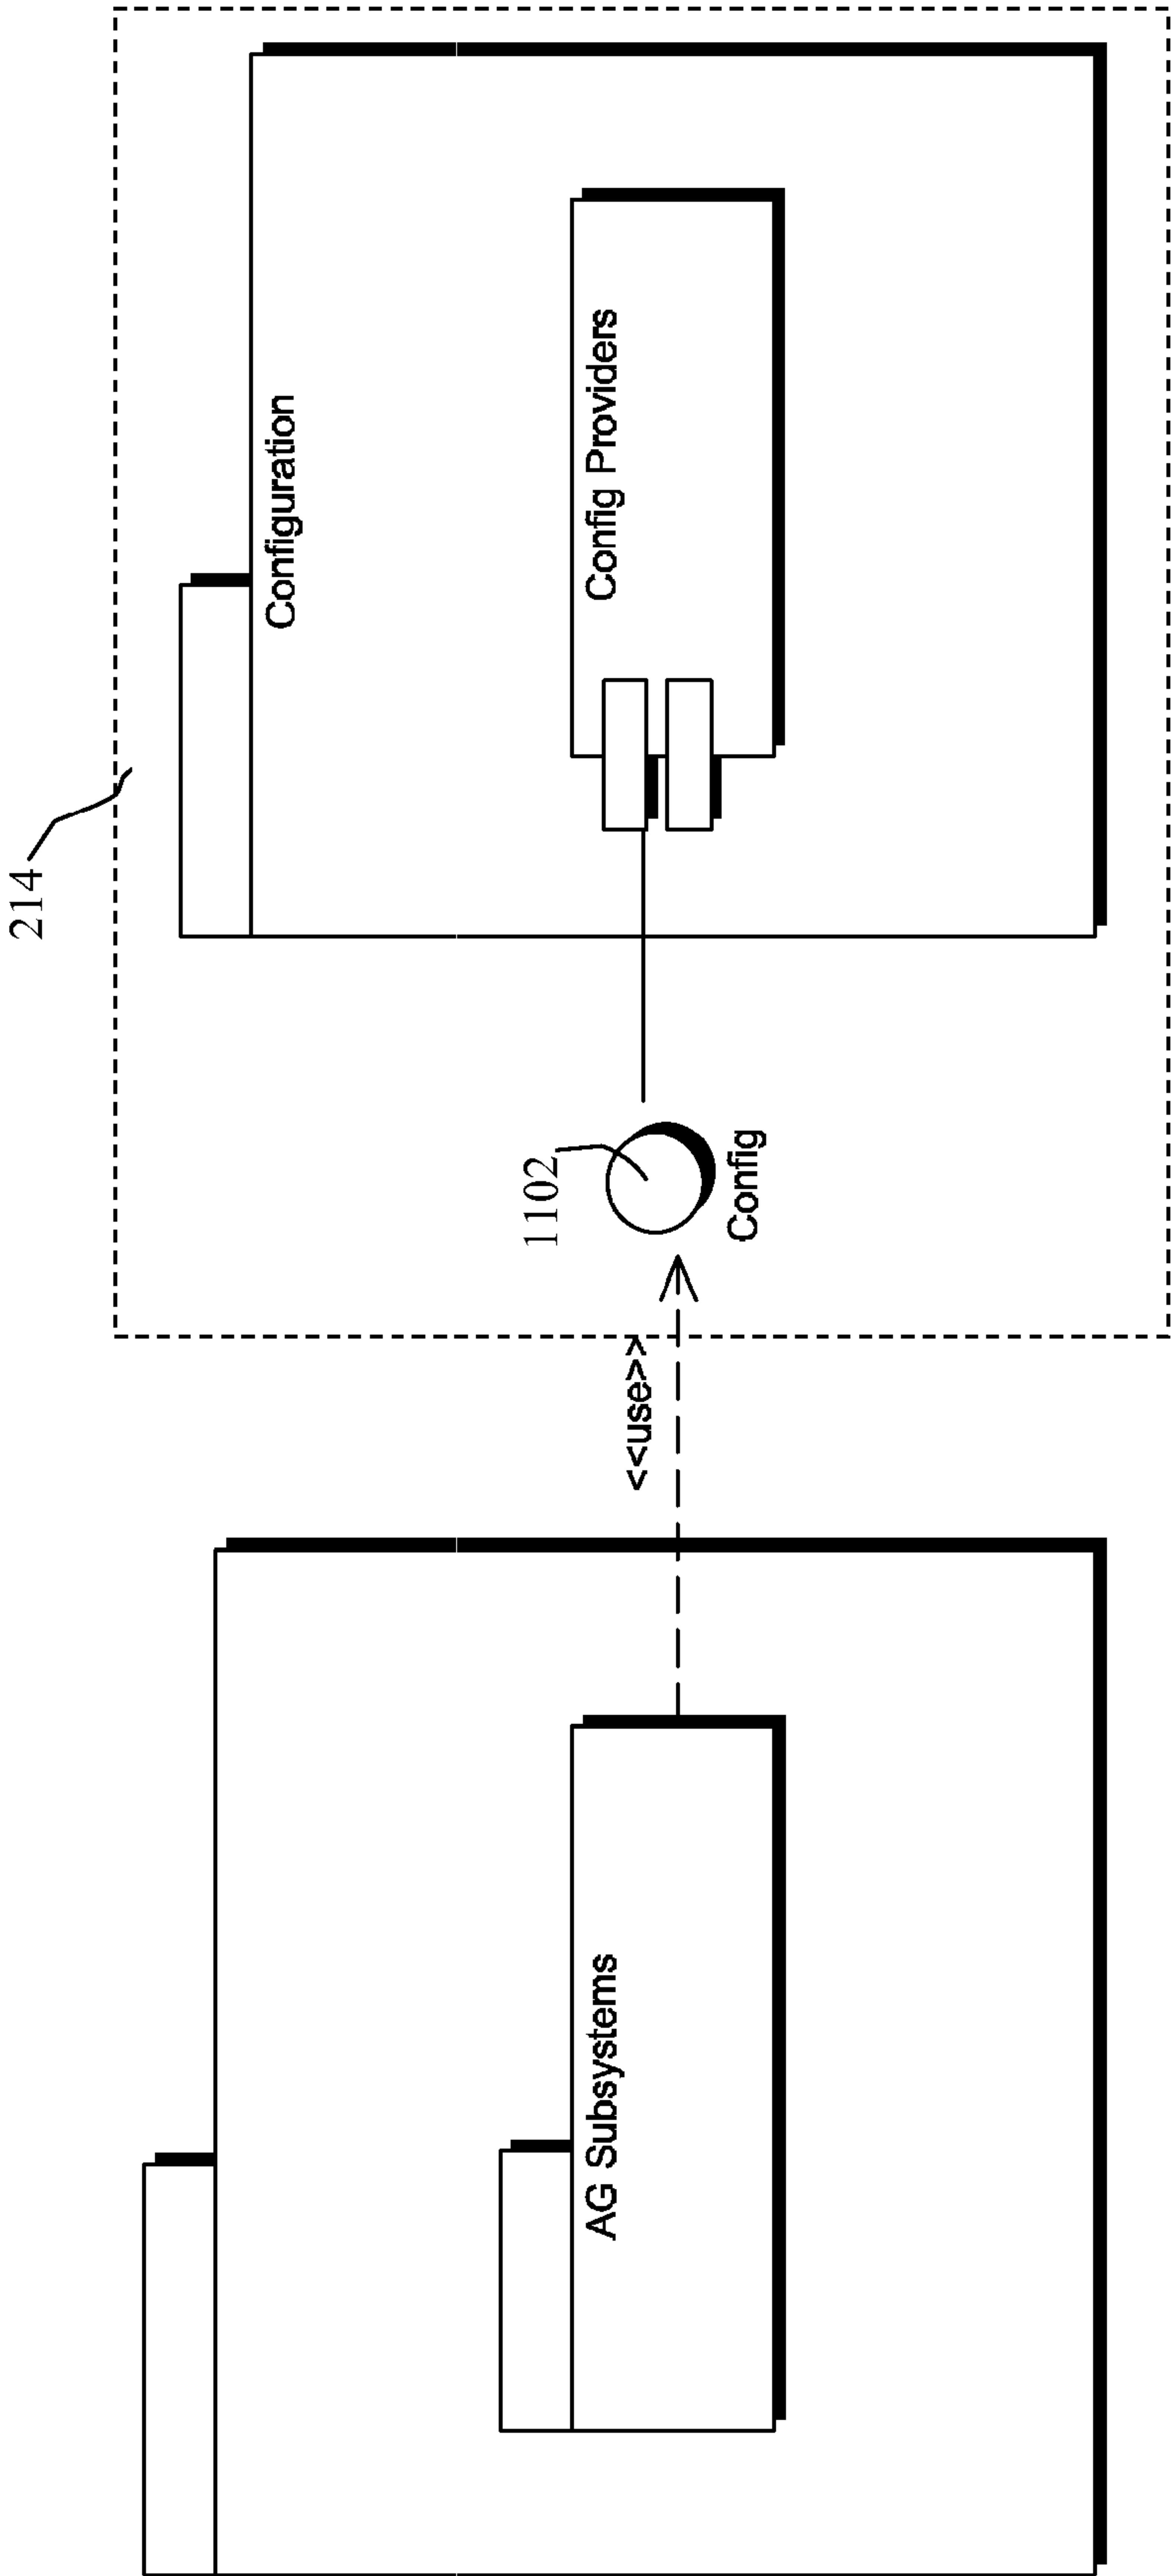 214
Configuration
1102
Config Providers
AG Subsystems
<<use>>
Config